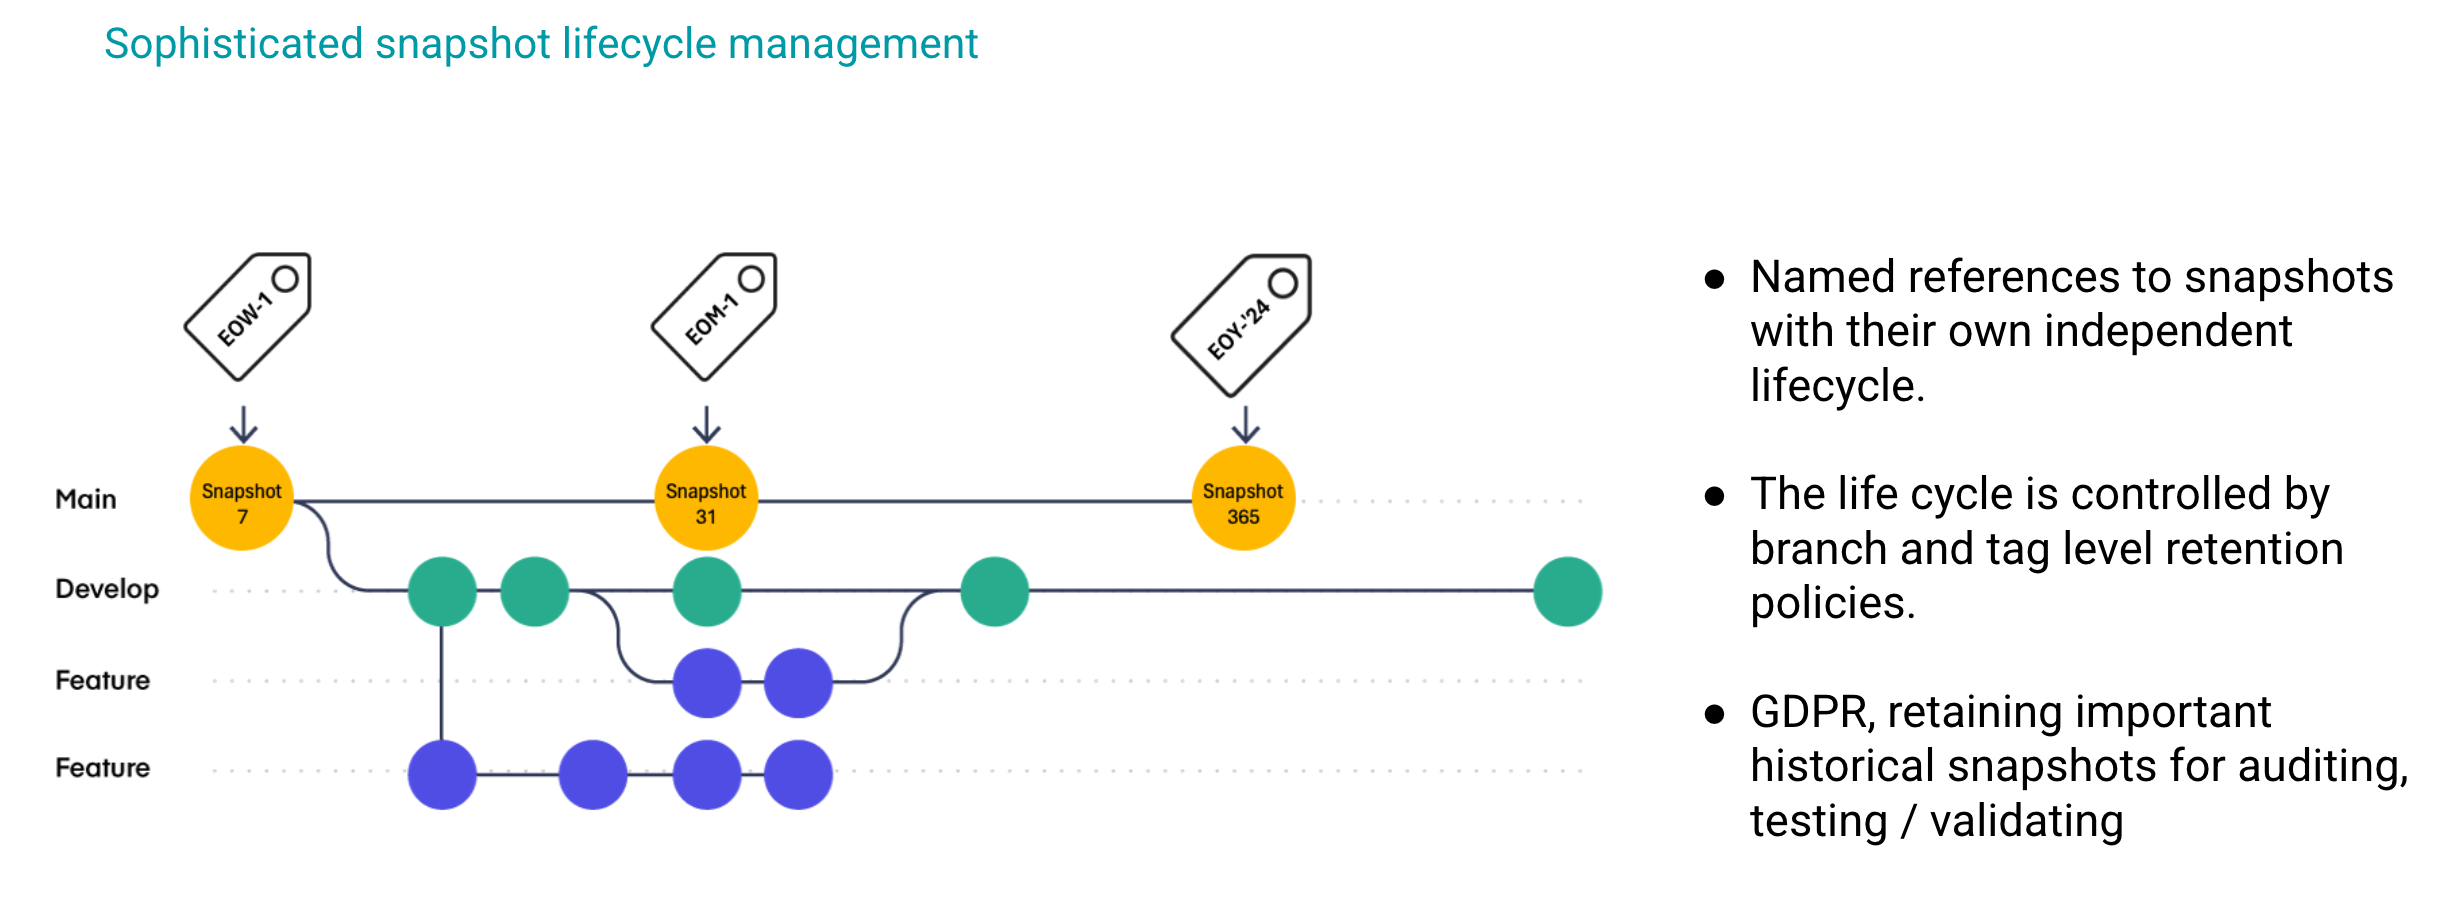 Sophisticated snapshot lifecycle management
EOW-1
EOM-1
EOY-'24
Main
Snapshot
7
Snapshot
31
Snapshot
365
Develop
Feature
Feature
● Named references to snapshots
with their own independent
lifecycle.
● The life cycle is controlled by
branch and tag level retention
policies.
● GDPR, retaining important
historical snapshots for auditing,
testing / validating